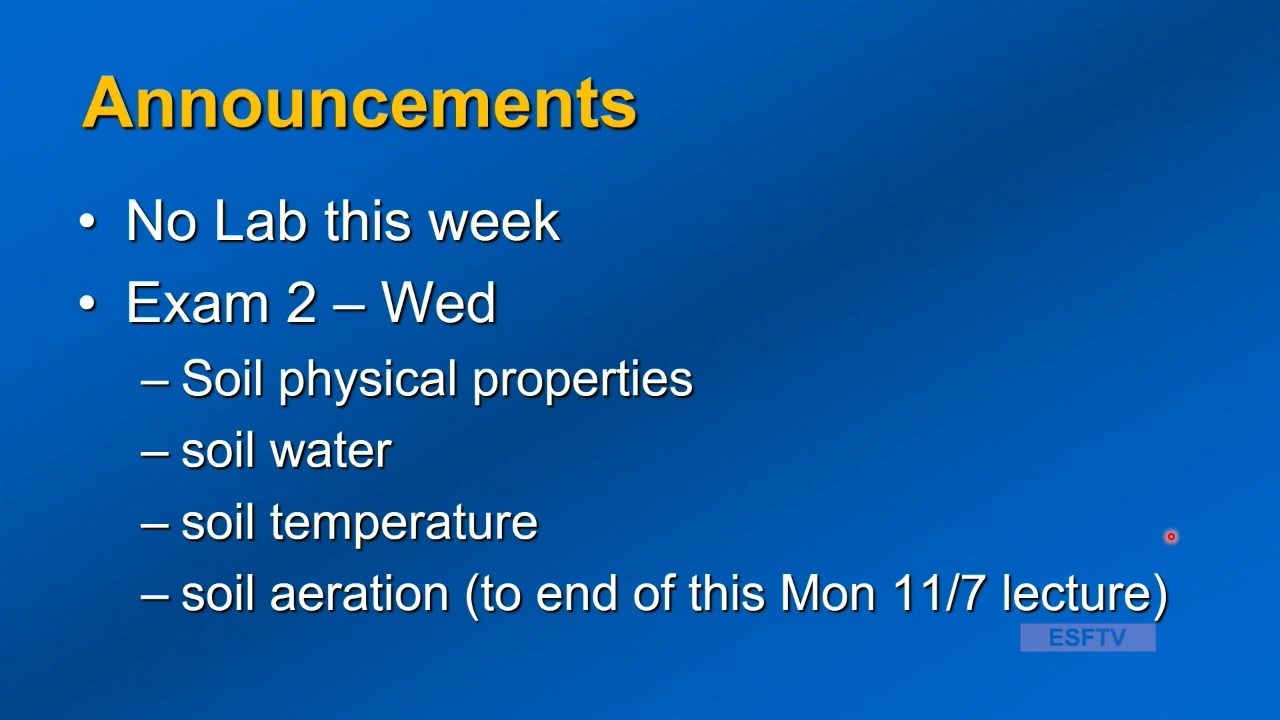 Announcements
• No Lab this week
• Exam 2 – Wed
– Soil physical properties
– soil water
– soil temperature
– soil aeration (to end of this Mon 11/7 lecture)
ESFTV